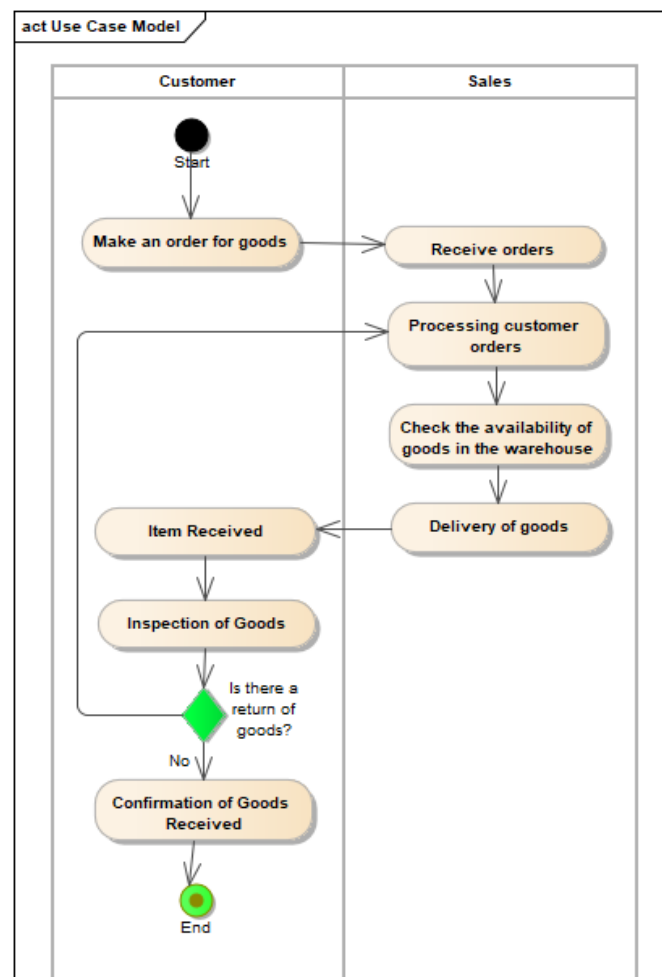 act Use Case Model
Customer
Sales
Start
Make an order for goods
Receive orders
Processing customer
orders
Check the availability of
goods in the warehouse
Delivery of goods
Item Received
Inspection of Goods
Is there a
return of
goods?
No
Confirmation of Goods
Received
End